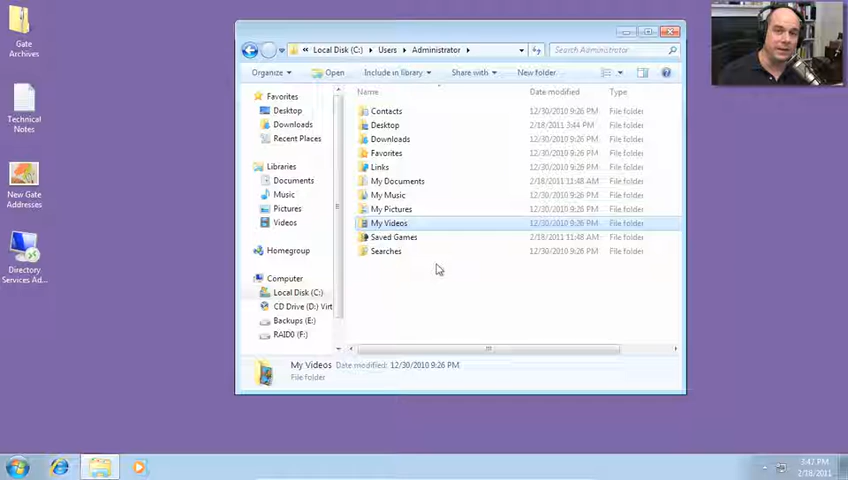 Gate
Archives
Technical
Notes
New Gate
Addresses
Directory
Services Ad...
« Local Disk (C:) ▸ Users ▸ Administrator ▸
Search Administrator
Organize ▾
Open
Include in library ▾
Share with ▾
New folder
Favorites
Desktop
Downloads
Recent Places
Libraries
Documents
Music
Pictures
Videos
Homegroup
Computer
Local Disk (C:)
CD Drive (D:) Virt
Backups (E:)
RAID0 (F:)
Name Date modified Type
Contacts 12/30/2010 9:26 PM File folder
Desktop 2/18/2011 3:44 PM File folder
Downloads 12/30/2010 9:26 PM File folder
Favorites 12/30/2010 9:26 PM File folder
Links 12/30/2010 9:26 PM File folder
My Documents 2/18/2011 11:48 AM File folder
My Music 12/30/2010 9:26 PM File folder
My Pictures 12/30/2010 9:26 PM File folder
My Videos 12/30/2010 9:26 PM File folder
Saved Games 2/18/2011 11:48 AM File folder
Searches 12/30/2010 9:26 PM File folder
My Videos Date modified: 12/30/2010 9:26 PM
File folder
3:47 PM
2/18/2011